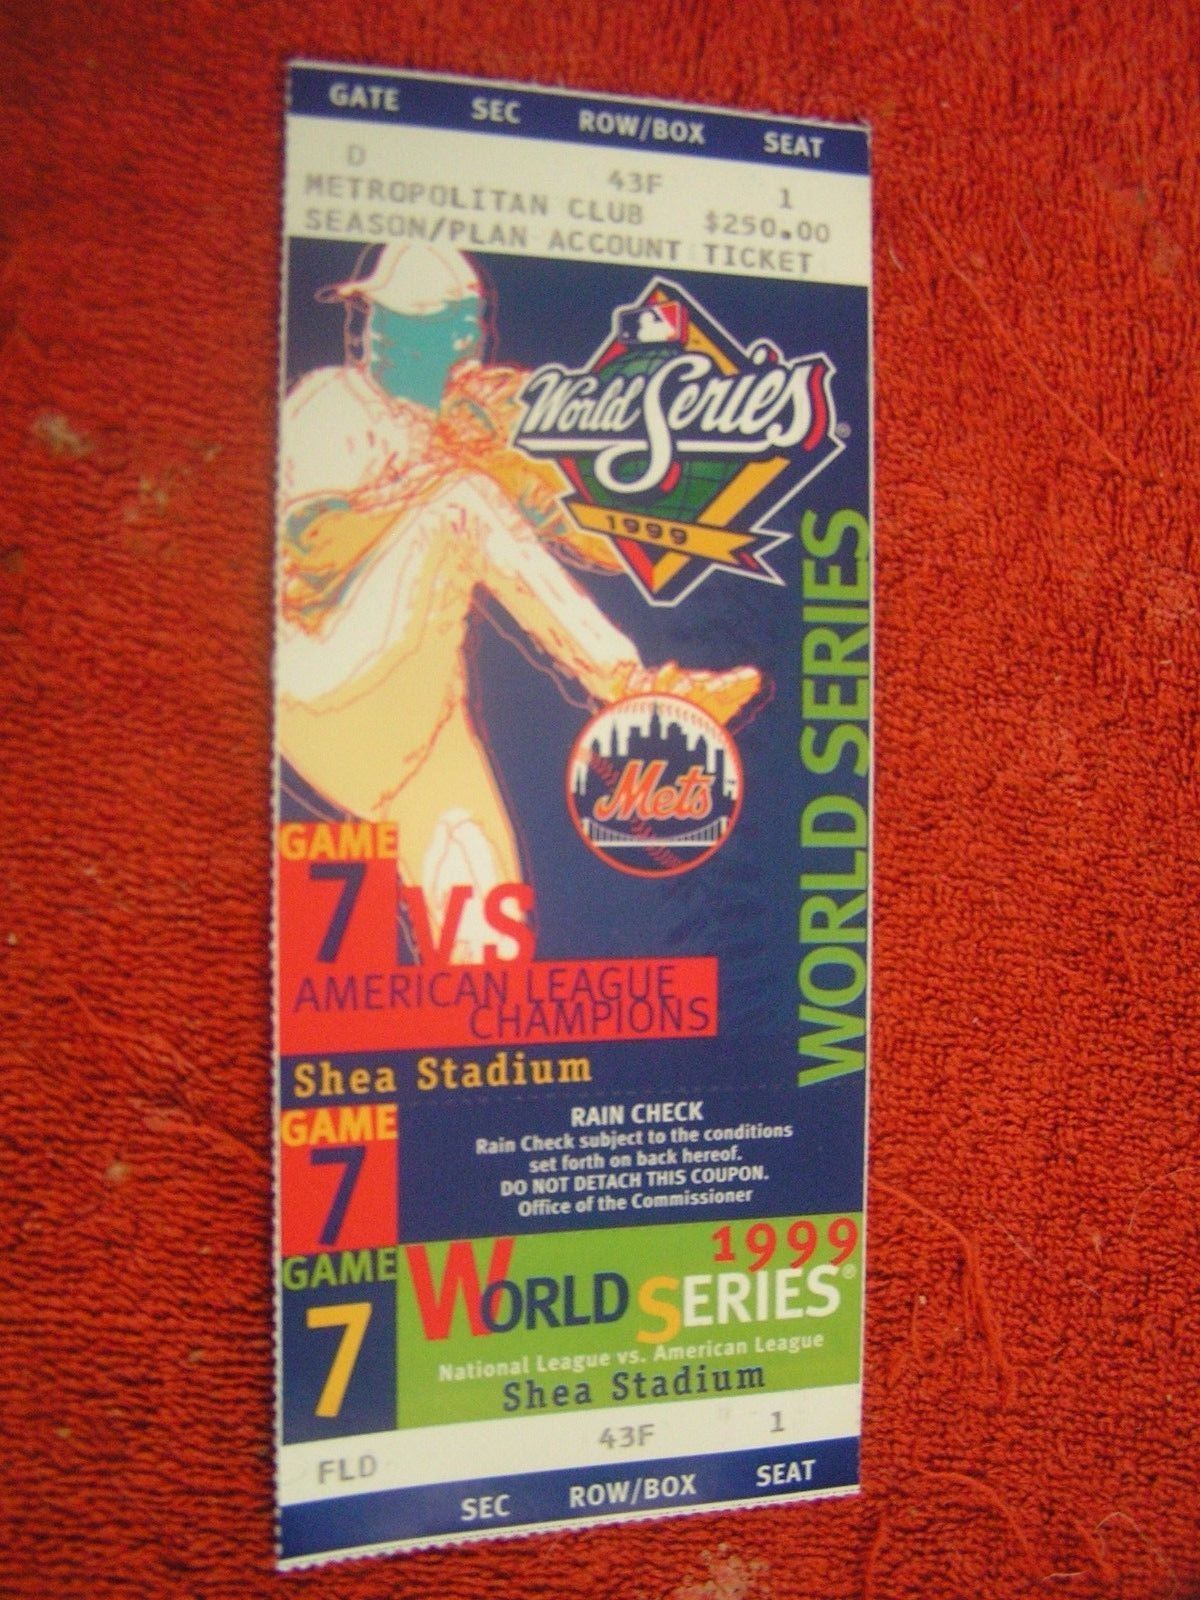 GATE SEC ROW/BOX SEAT
D 43F 1
METROPOLITAN CLUB $250.00
SEASON/PLAN ACCOUNT TICKET
World Series ®
1999
WORLD SERIES
Mets
GAME
7 VS
AMERICAN LEAGUE
CHAMPIONS
Shea Stadium
GAME
7
RAIN CHECK
Rain Check subject to the conditions
set forth on back hereof.
DO NOT DETACH THIS COUPON.
Office of the Commissioner
GAME
7
1999
WORLD SERIES®
National League vs. American League
Shea Stadium
FLD 43F 1
SEC ROW/BOX SEAT